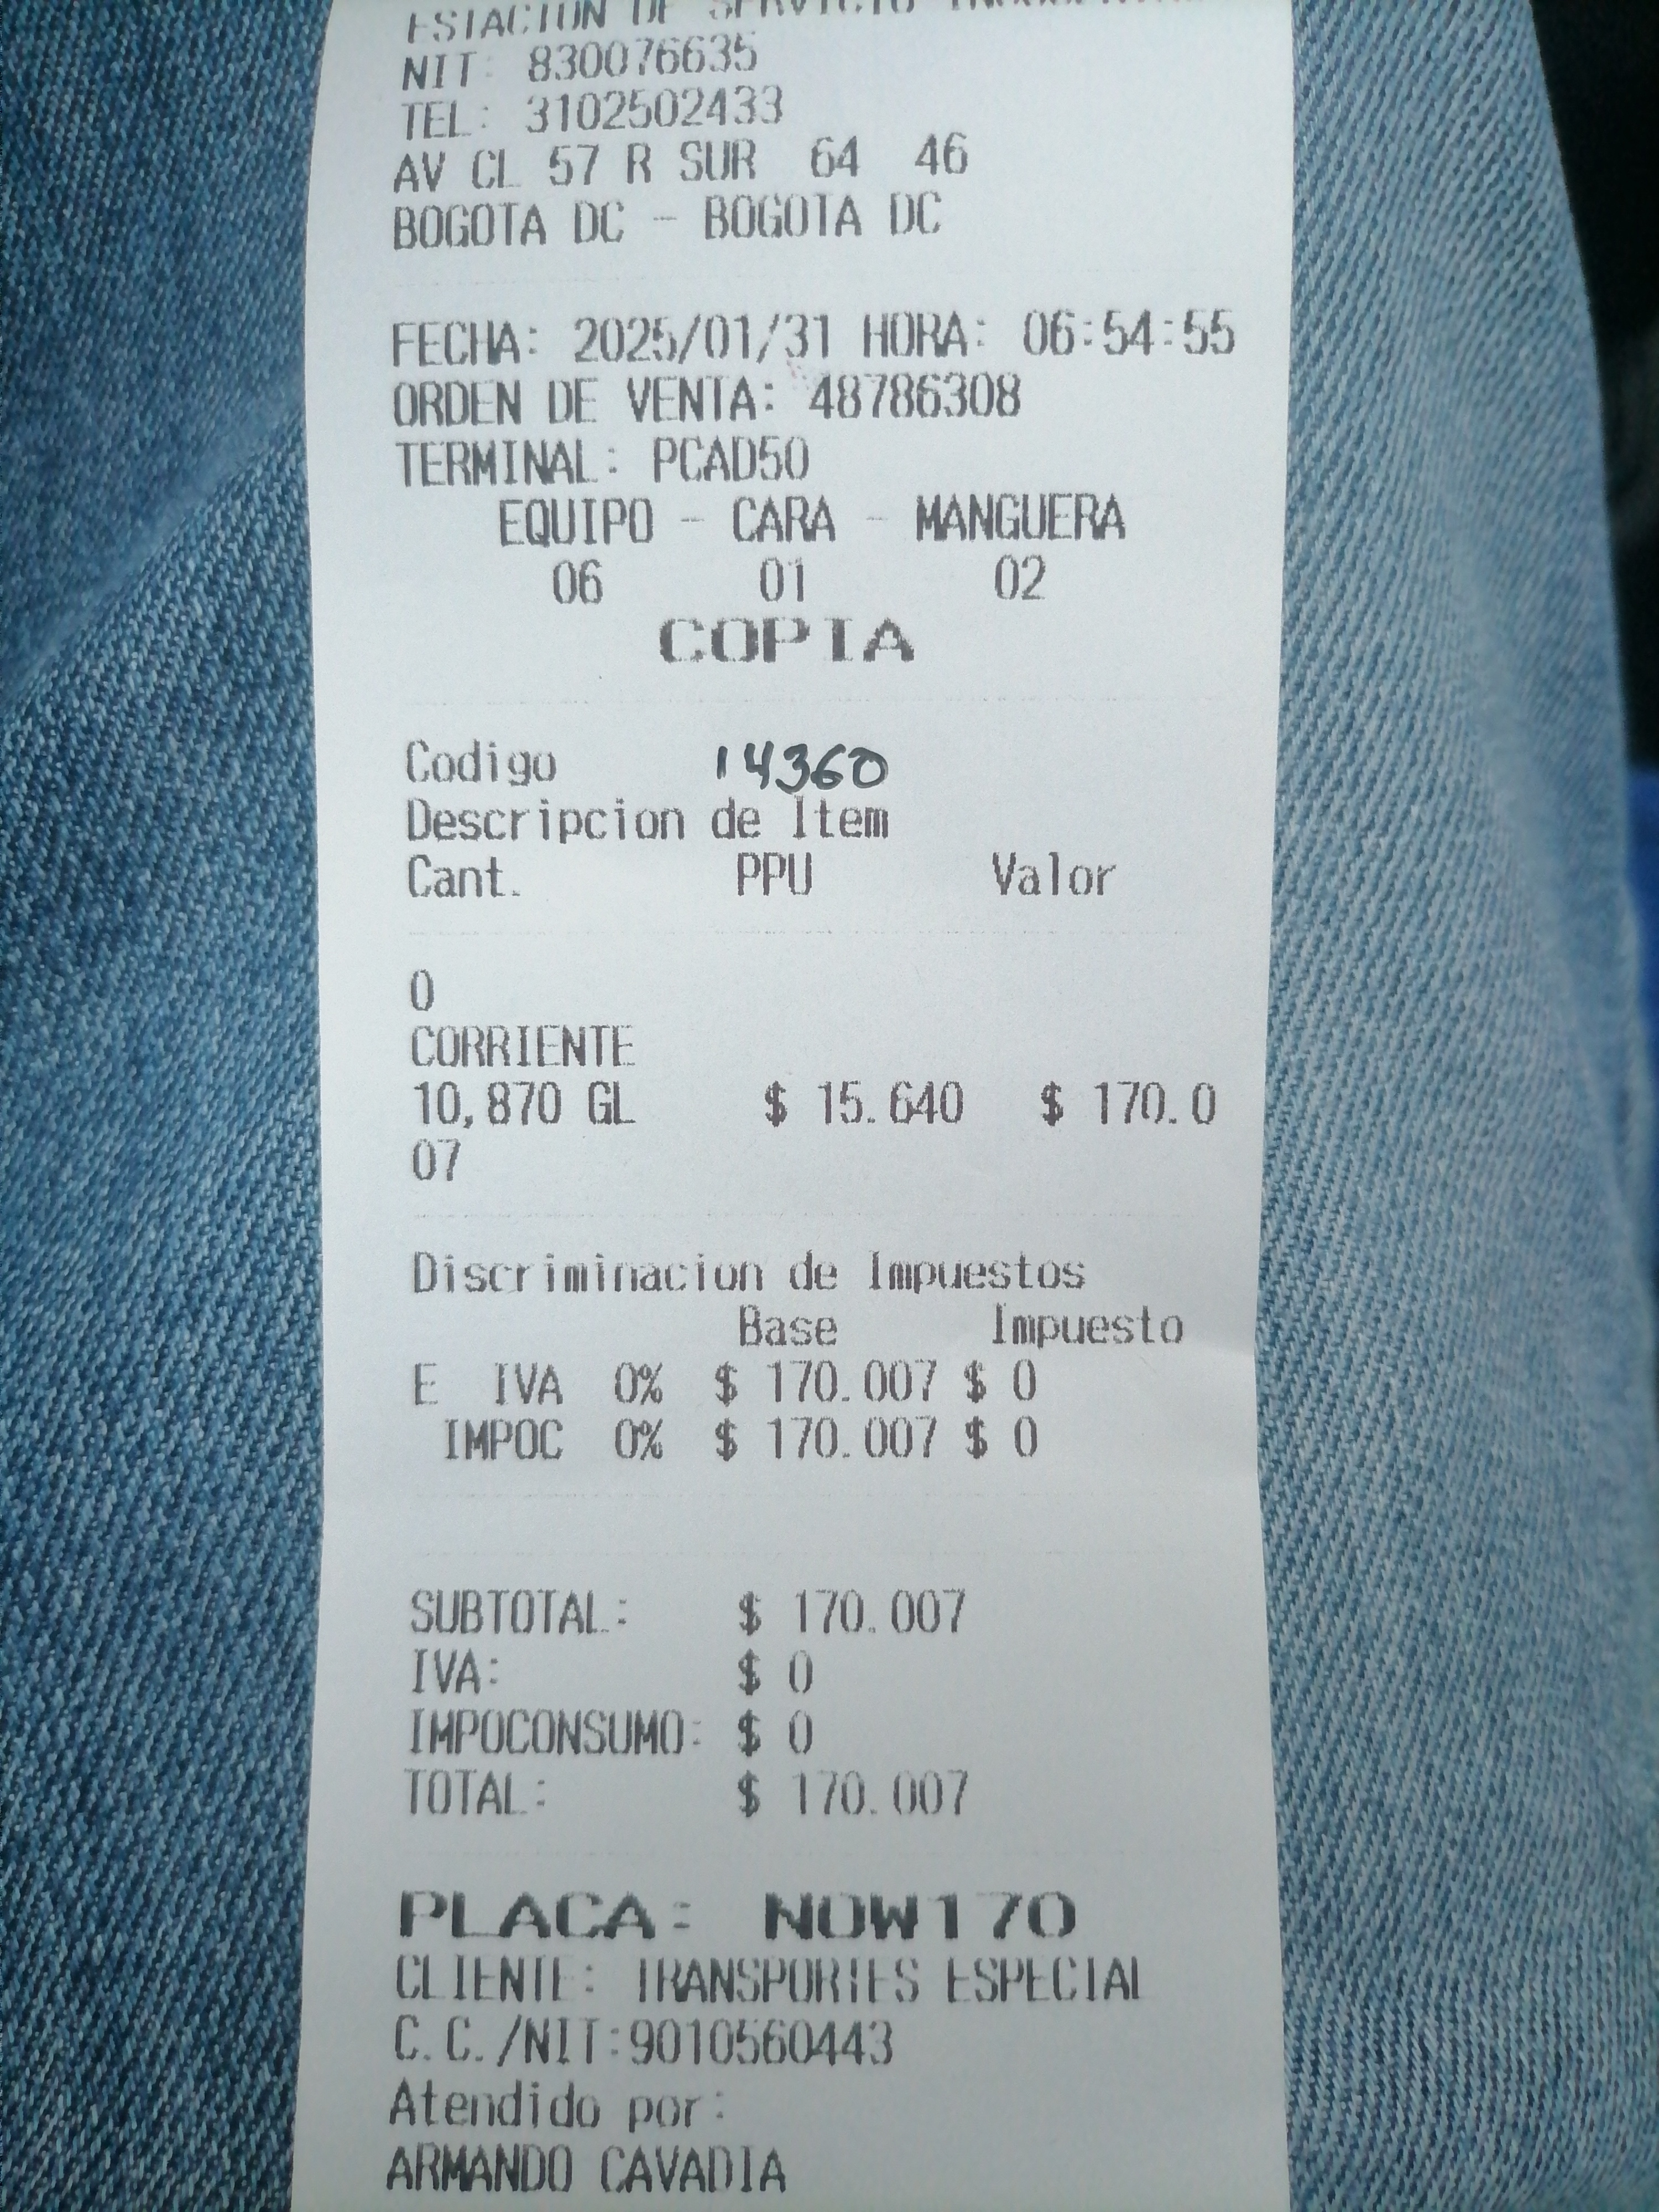 ESTACION DE SERVICIO
NIT: 830076635
TEL: 3102502433
AV CL 57 R SUR 64 46
BOGOTA DC - BOGOTA DC
FECHA: 2025/01/31 HORA: 06:54:55
ORDEN DE VENTA: 48786308
TERMINAL: PCAD50
EQUIPO - CARA - MANGUERA
06 01 02
COPIA
Codigo 14360
Descripcion de Item
Cant. PPU Valor
0
CORRIENTE
10,870 GL $ 15.640 $ 170.0
07
Discriminacion de Impuestos
Base Impuesto
E IVA 0% $ 170.007 $ 0
IMPOC 0% $ 170.007 $ 0
SUBTOTAL: $ 170.007
IVA: $ 0
IMPOCONSUMO: $ 0
TOTAL: $ 170.007
PLACA: NOW170
CLIENTE: TRANSPORTES ESPECIAL
C.C./NIT:9010560443
Atendido por:
ARMANDO CAVADIA